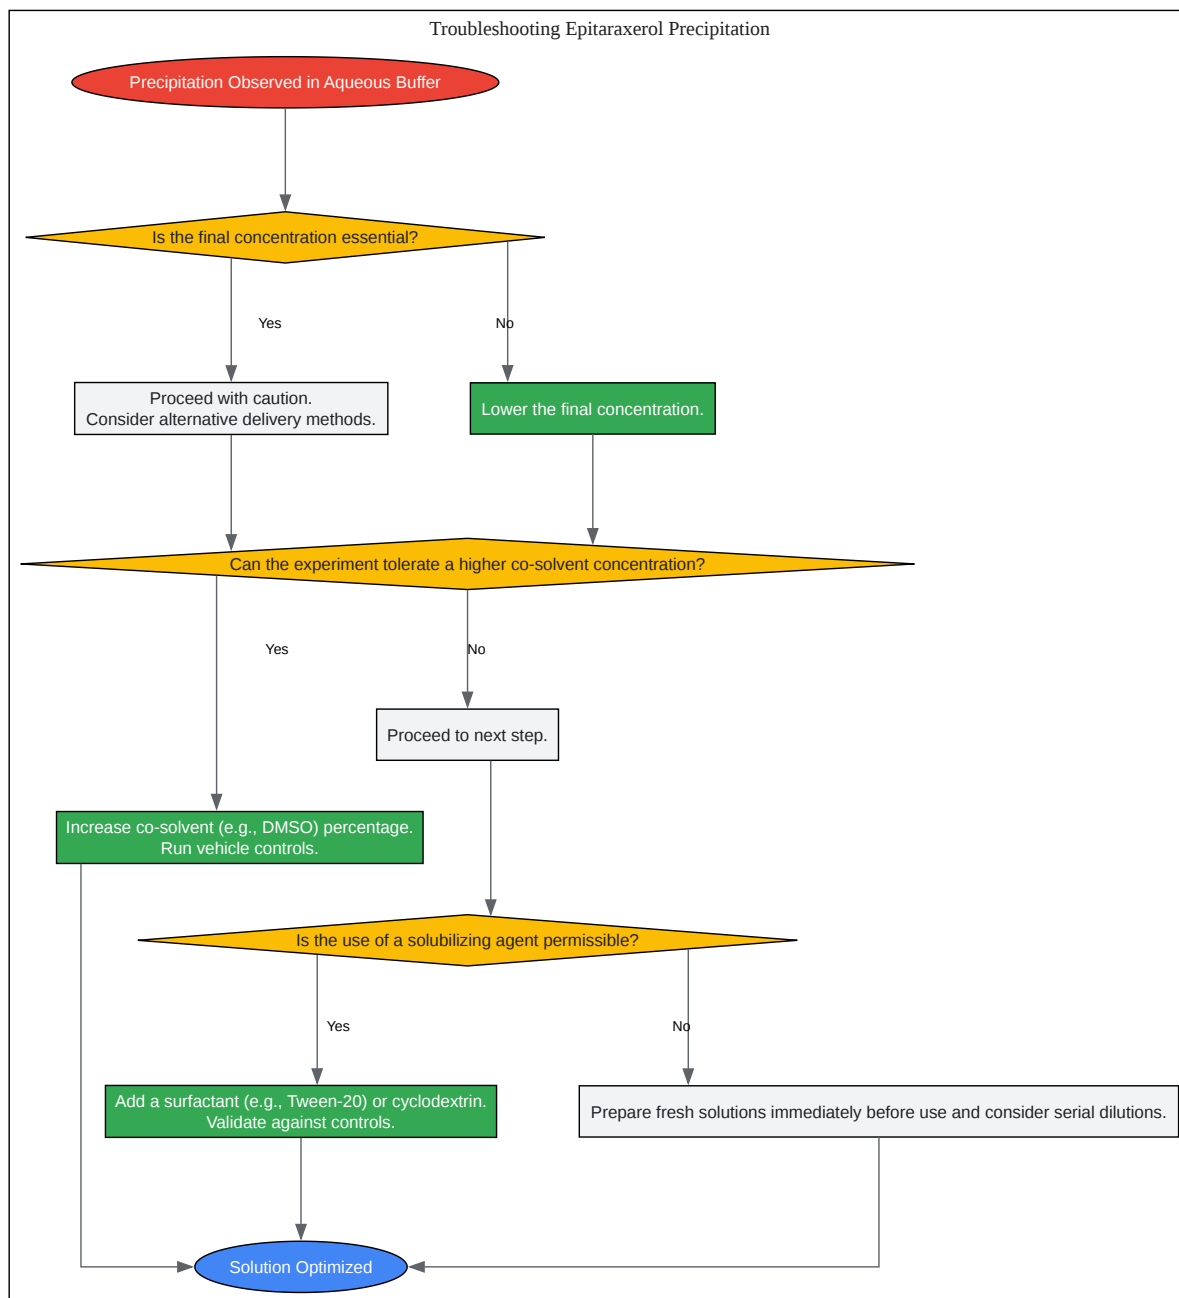 Troubleshooting Epitaraxerol Precipitation
Precipitation Observed in Aqueous Buffer
Is the final concentration essential?
Yes
No
Proceed with caution.
Consider alternative delivery methods.
Lower the final concentration.
Can the experiment tolerate a higher co-solvent concentration?
Yes
No
Proceed to next step.
Increase co-solvent (e.g., DMSO) percentage.
Run vehicle controls.
Is the use of a solubilizing agent permissible?
Yes
No
Add a surfactant (e.g., Tween-20) or cyclodextrin.
Validate against controls.
Prepare fresh solutions immediately before use and consider serial dilutions.
Solution Optimized